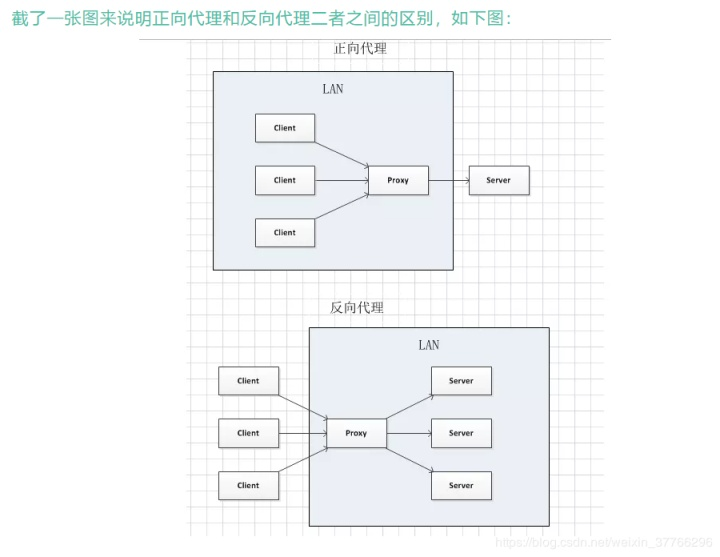 截了一张图来说明正向代理和反向代理二者之间的区别，如下图：
正向代理
LAN
Client
Client
Proxy
Server
Client
反向代理
LAN
Client
Server
Client
Proxy
Server
Client
Server
https://blog.csdn.net/weixin_37766296